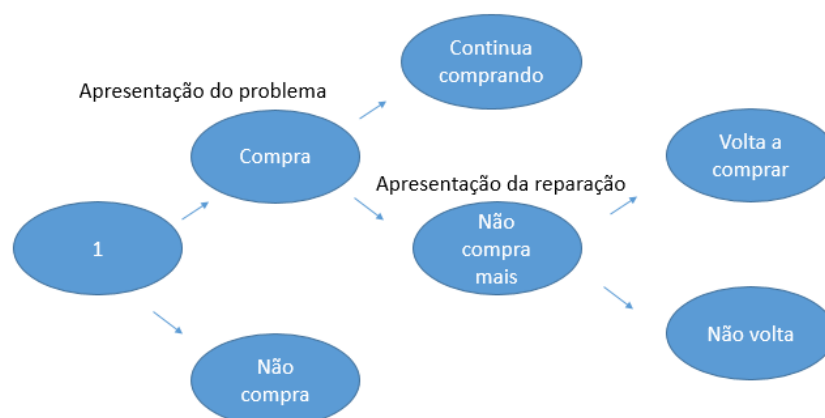 Continua
comprando
Apresentação do problema
Compra
Volta a
comprar
Apresentação da reparação
Não
compra
mais
1
Não volta
Não
compra